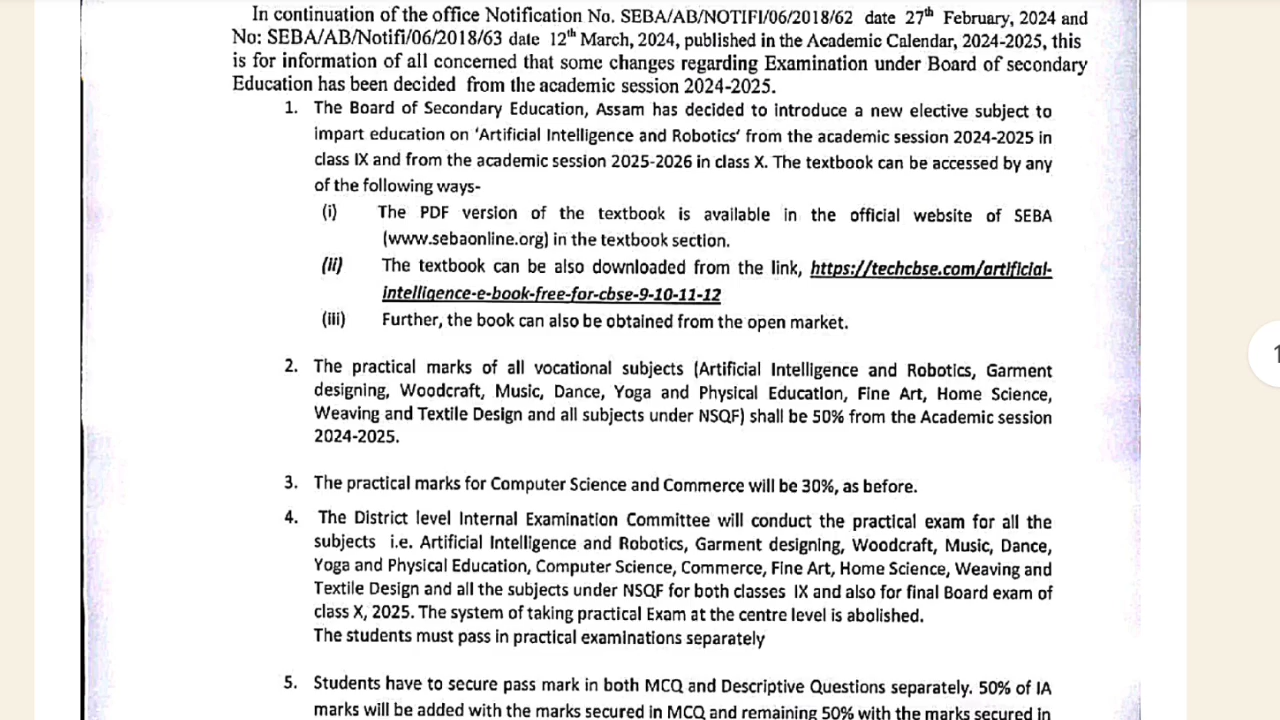 In continuation of the office Notification No. SEBA/AB/NOTIFI/06/2018/62 date 27th February, 2024 and
No: SEBA/AB/Notifi/06/2018/63 date 12th March, 2024, published in the Academic Calendar, 2024-2025, this
is for information of all concerned that some changes regarding Examination under Board of secondary
Education has been decided from the academic session 2024-2025.
1. The Board of Secondary Education, Assam has decided to introduce a new elective subject to
impart education on ‘Artificial Intelligence and Robotics’ from the academic session 2024-2025 in
class IX and from the academic session 2025-2026 in class X. The textbook can be accessed by any
of the following ways-
(i) The PDF version of the textbook is available in the official website of SEBA
(www.sebaonline.org) in the textbook section.
(ii) The textbook can be also downloaded from the link, https://techcbse.com/artificial-
intelligence-e-book-free-for-cbse-9-10-11-12
(iii) Further, the book can also be obtained from the open market.
2. The practical marks of all vocational subjects (Artificial Intelligence and Robotics, Garment
designing, Woodcraft, Music, Dance, Yoga and Physical Education, Fine Art, Home Science,
Weaving and Textile Design and all subjects under NSQF) shall be 50% from the Academic session
2024-2025.
3. The practical marks for Computer Science and Commerce will be 30%, as before.
4. The District level Internal Examination Committee will conduct the practical exam for all the
subjects i.e. Artificial Intelligence and Robotics, Garment designing, Woodcraft, Music, Dance,
Yoga and Physical Education, Computer Science, Commerce, Fine Art, Home Science, Weaving and
Textile Design and all the subjects under NSQF for both classes IX and also for final Board exam of
class X, 2025. The system of taking practical Exam at the centre level is abolished.
The students must pass in practical examinations separately
5. Students have to secure pass mark in both MCQ and Descriptive Questions separately. 50% of IA
marks will be added with the marks secured in MCQ and remaining 50% with the marks secured in